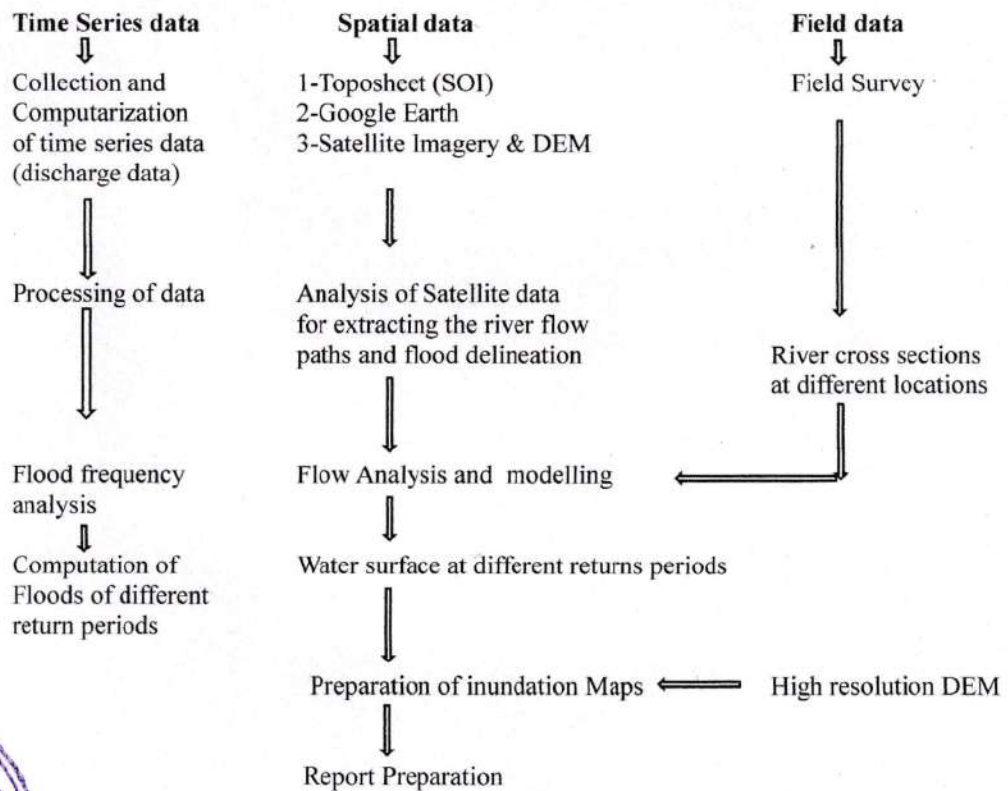 Time Series data
Spatial data
Field data
Collection and
Computarization
of time series data
(discharge data)
1-Toposheet (SOI)
2-Google Earth
3-Satellite Imagery & DEM
Field Survey
Processing of data
Analysis of Satellite data
for extracting the river flow
paths and flood delineation
River cross sections
at different locations
Flood frequency
analysis
Flow Analysis and modelling
Computation of
Floods of different
return periods
Water surface at different returns periods
Preparation of inundation Maps
High resolution DEM
Report Preparation